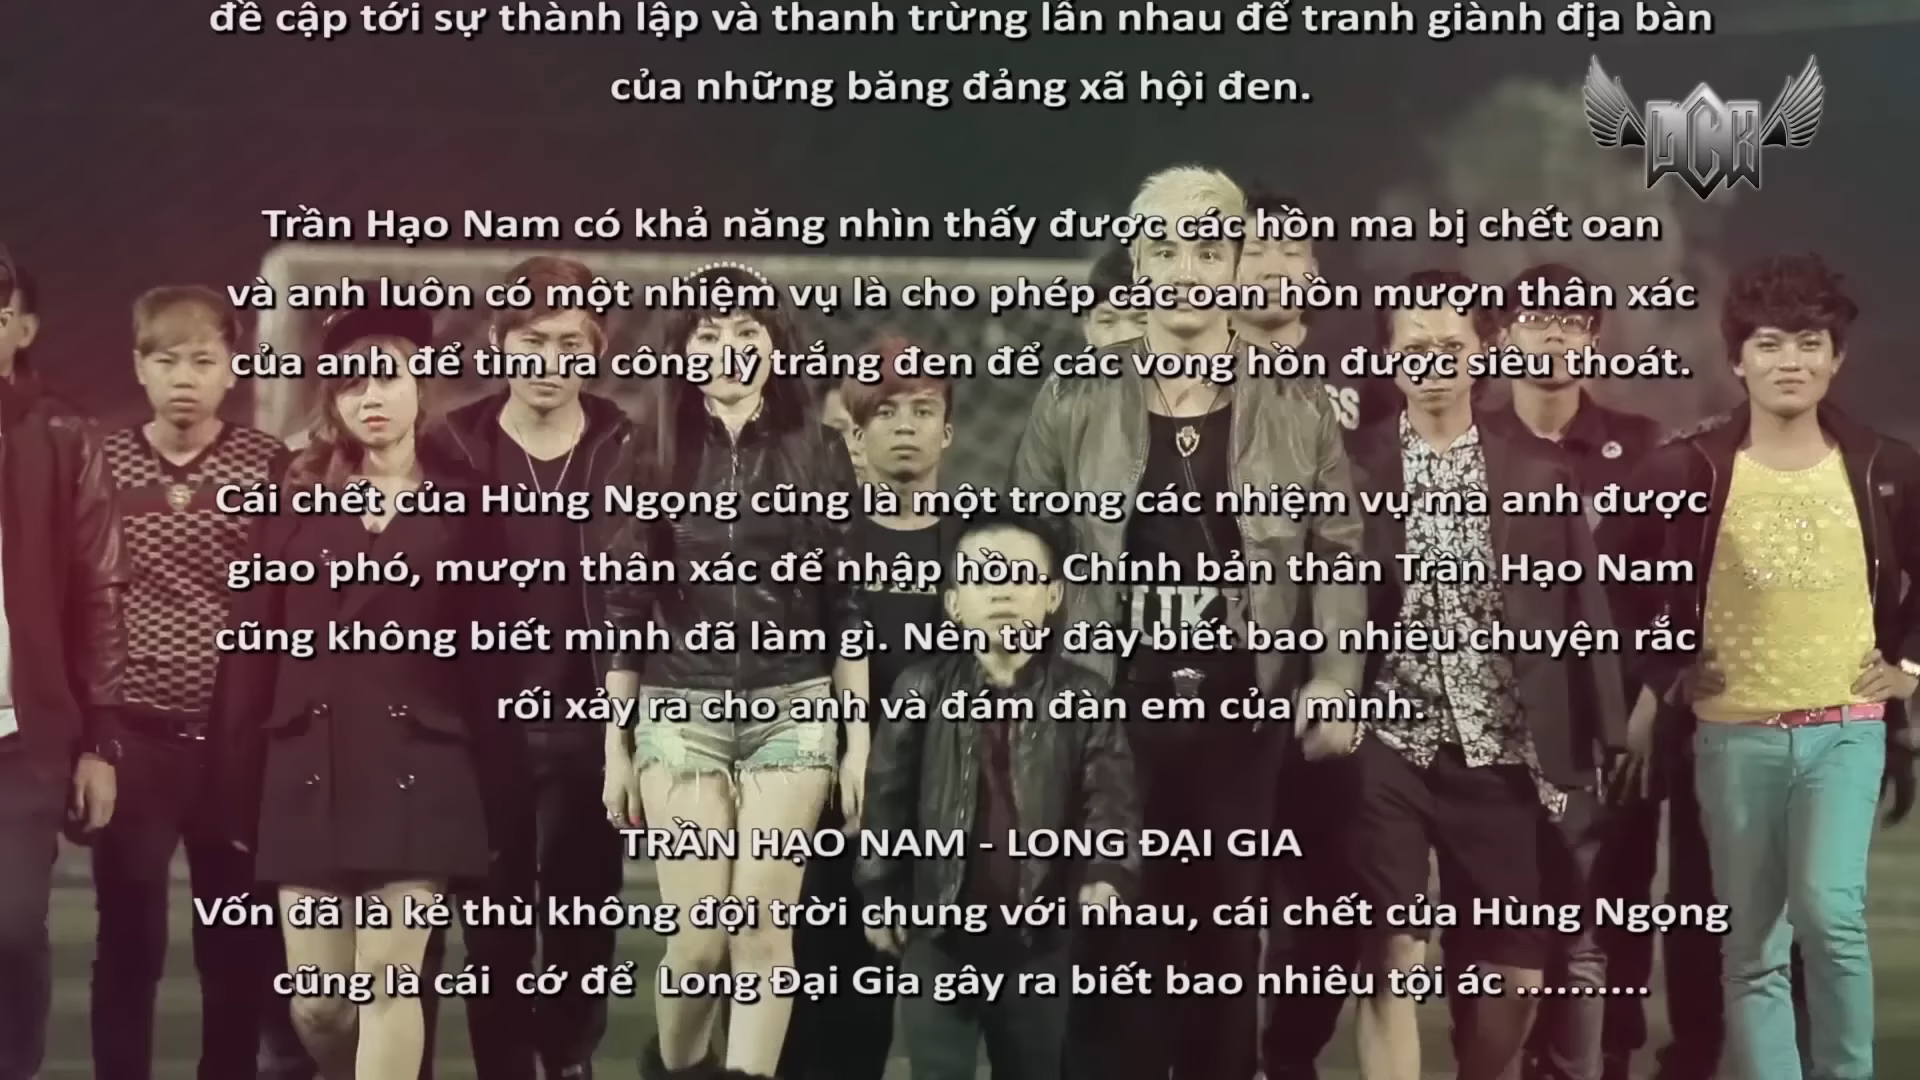 đề cập tới sự thành lập và thanh trừng lẫn nhau để tranh giành địa bàn
của những băng đảng xã hội đen.
LCK
Trần Hạo Nam có khả năng nhìn thấy được các hồn ma bị chết oan
và anh luôn có một nhiệm vụ là cho phép các oan hồn mượn thân xác
của anh để tìm ra công lý trắng đen để các vong hồn được siêu thoát.
Cái chết của Hùng Ngọng cũng là một trong các nhiệm vụ mà anh được
giao phó, mượn thân xác để nhập hồn. Chính bản thân Trần Hạo Nam
cũng không biết mình đã làm gì. Nên từ đây biết bao nhiêu chuyện rắc
rối xảy ra cho anh và đám đàn em của mình.
TRẦN HẠO NAM - LONG ĐẠI GIA
Vốn đã là kẻ thù không đội trời chung với nhau, cái chết của Hùng Ngọng
cũng là cái cớ để Long Đại Gia gây ra biết bao nhiêu tội ác ..........